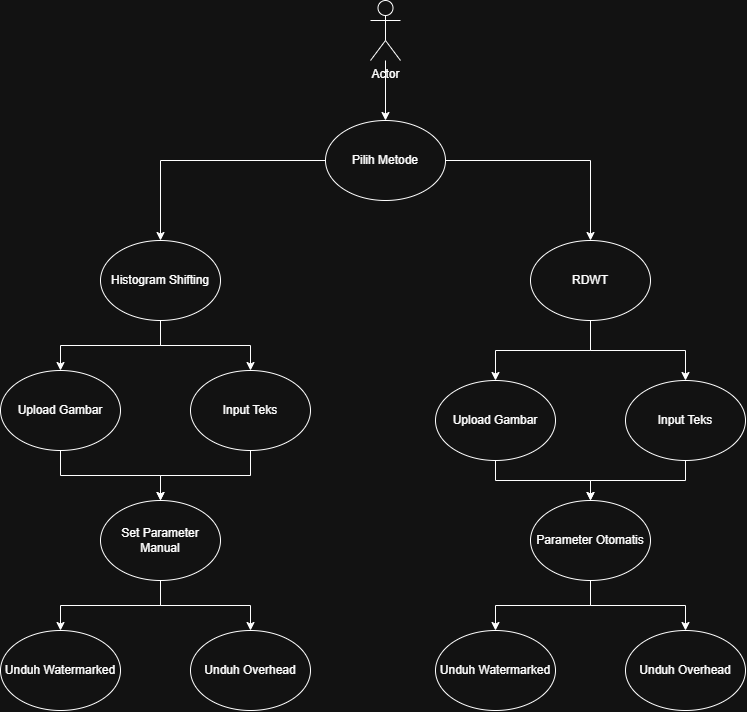 Actor
Pilih Metode
Histogram Shifting
RDWT
Upload Gambar
Input Teks
Upload Gambar
Input Teks
Set Parameter
Manual
Parameter Otomatis
Unduh Watermarked
Unduh Overhead
Unduh Watermarked
Unduh Overhead